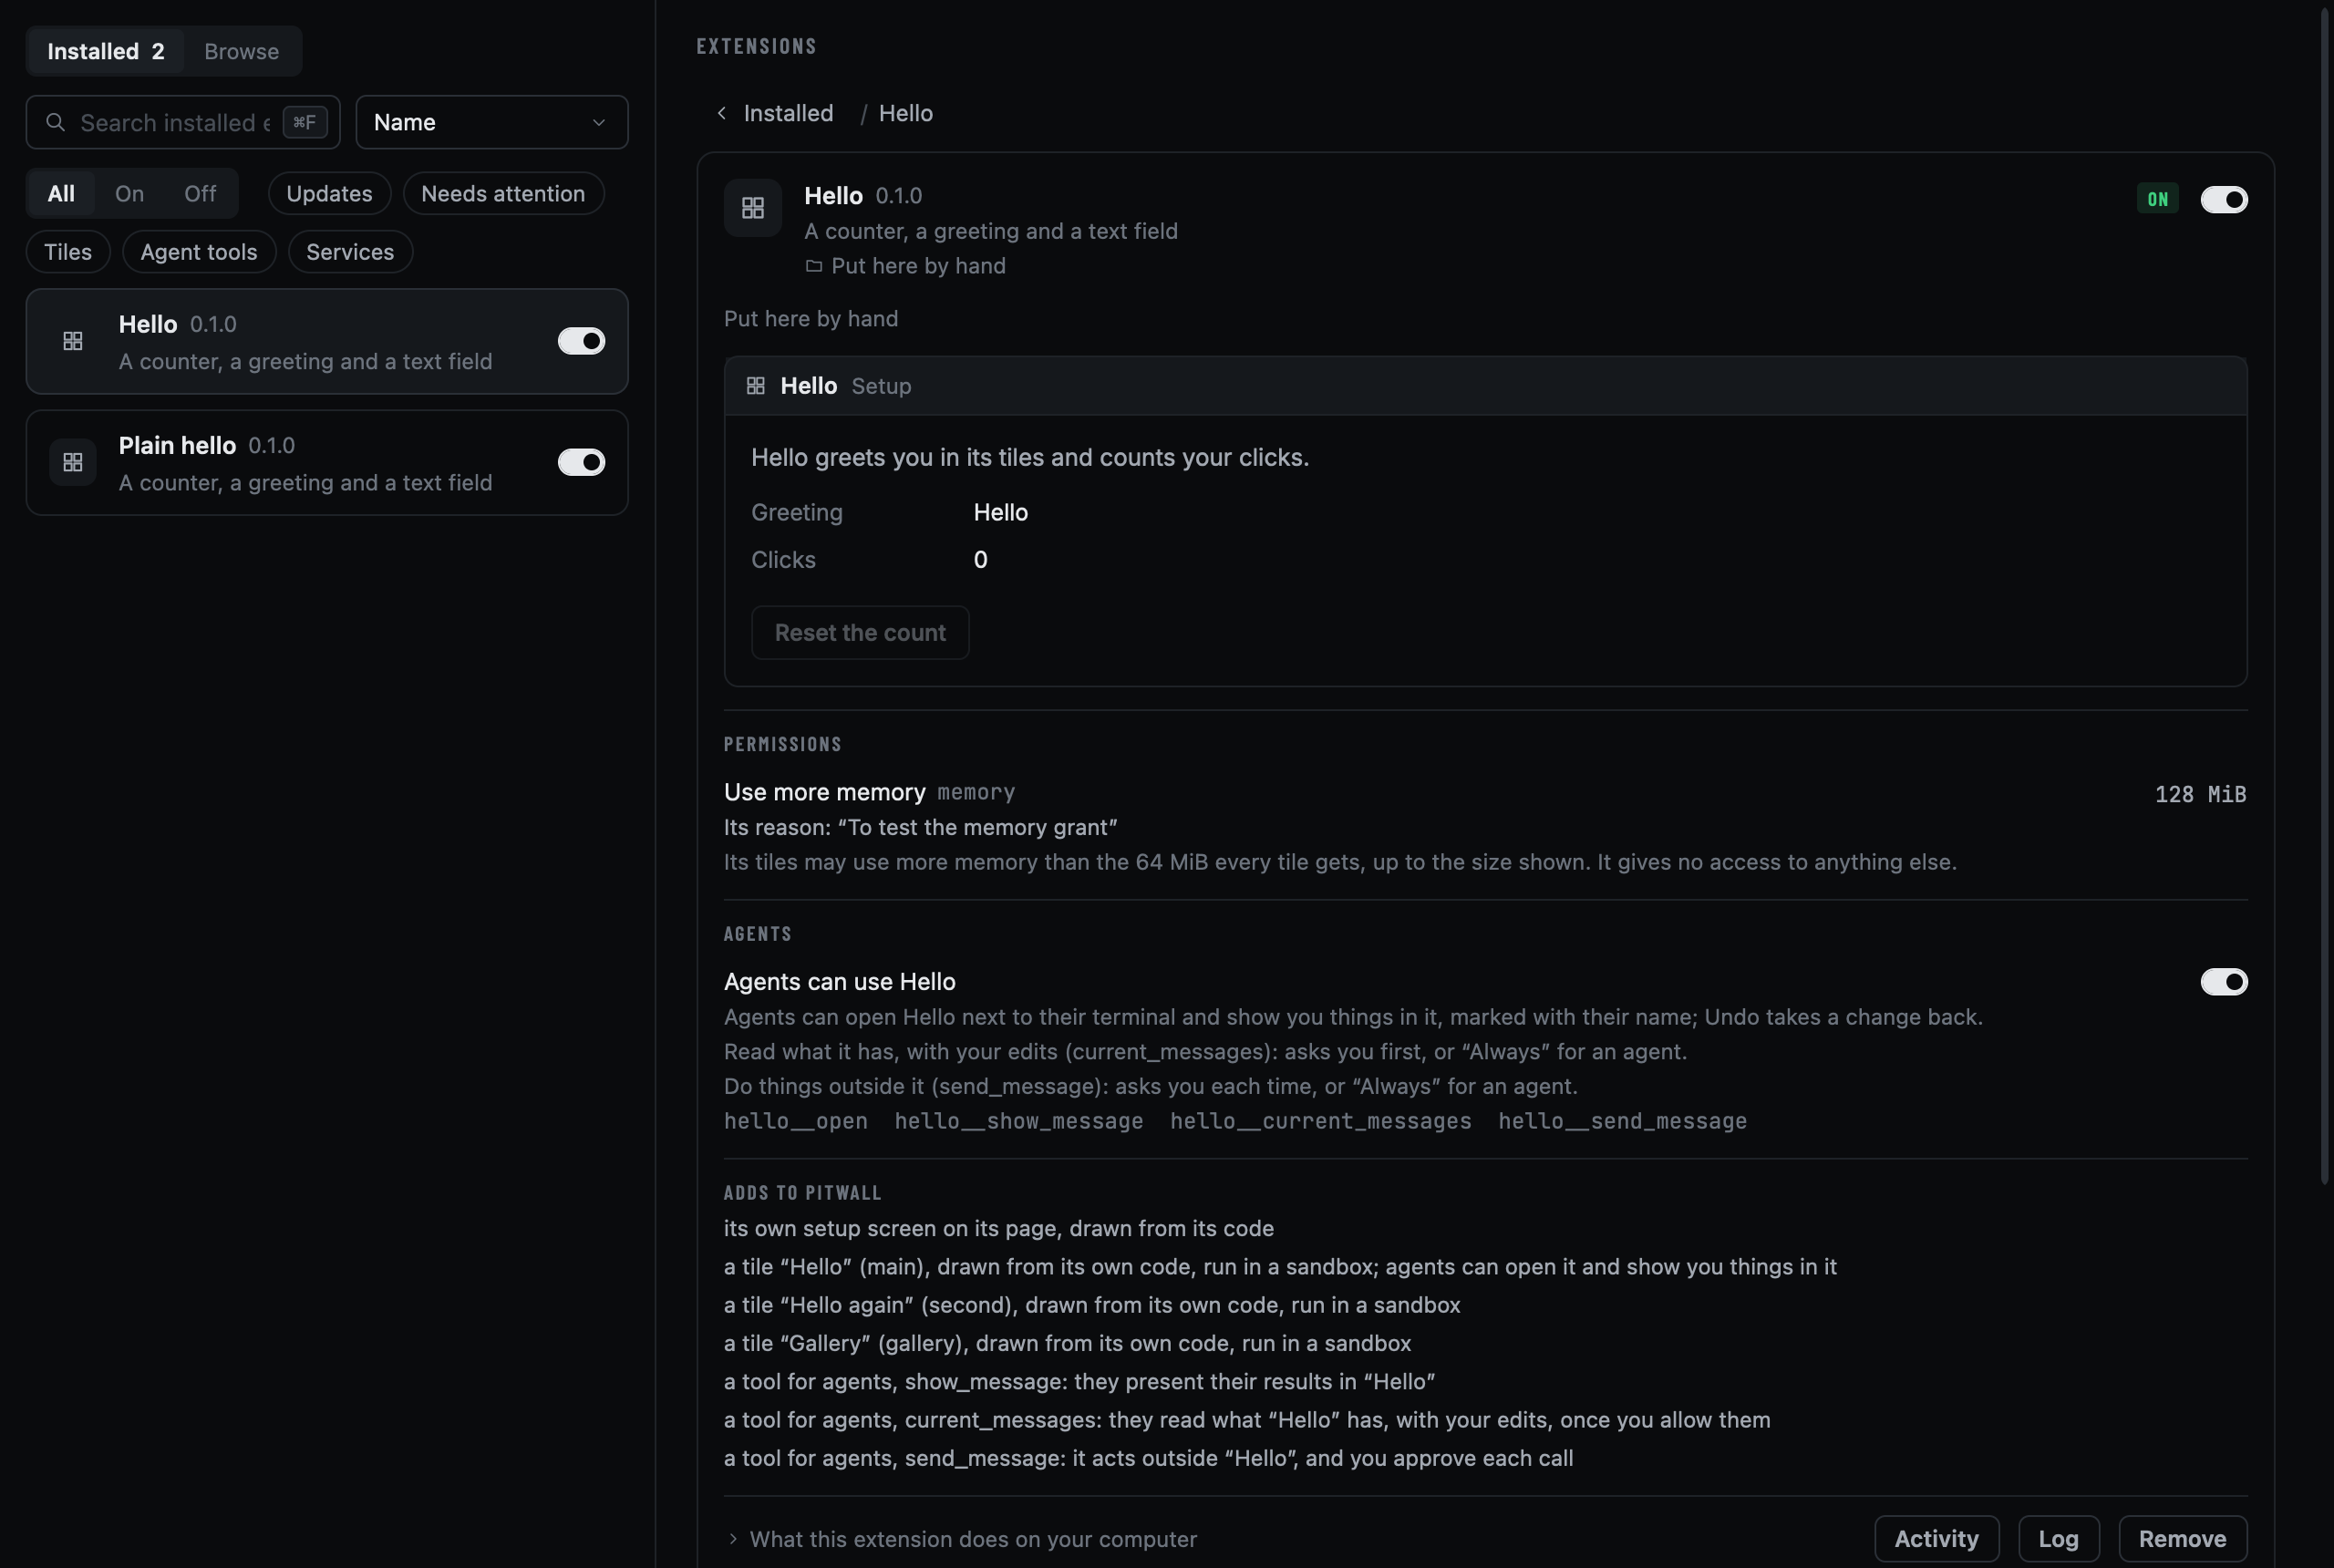 Installed 2 Browse
Search installed e ⌘F
Name
All On Off Updates Needs attention
Tiles Agent tools Services
Hello 0.1.0
A counter, a greeting and a text field
Plain hello 0.1.0
A counter, a greeting and a text field
EXTENSIONS
Installed / Hello
Hello 0.1.0
ON
A counter, a greeting and a text field
Put here by hand
Put here by hand
Hello Setup
Hello greets you in its tiles and counts your clicks.
Greeting Hello
Clicks 0
Reset the count
PERMISSIONS
Use more memory memory 128 MiB
Its reason: “To test the memory grant”
Its tiles may use more memory than the 64 MiB every tile gets, up to the size shown. It gives no access to anything else.
AGENTS
Agents can use Hello
Agents can open Hello next to their terminal and show you things in it, marked with their name; Undo takes a change back.
Read what it has, with your edits (current_messages): asks you first, or “Always” for an agent.
Do things outside it (send_message): asks you each time, or “Always” for an agent.
hello__open hello__show_message hello__current_messages hello__send_message
ADDS TO PITWALL
its own setup screen on its page, drawn from its code
a tile “Hello” (main), drawn from its own code, run in a sandbox; agents can open it and show you things in it
a tile “Hello again” (second), drawn from its own code, run in a sandbox
a tile “Gallery” (gallery), drawn from its own code, run in a sandbox
a tool for agents, show_message: they present their results in “Hello”
a tool for agents, current_messages: they read what “Hello” has, with your edits, once you allow them
a tool for agents, send_message: it acts outside “Hello”, and you approve each call
What this extension does on your computer
Activity Log Remove